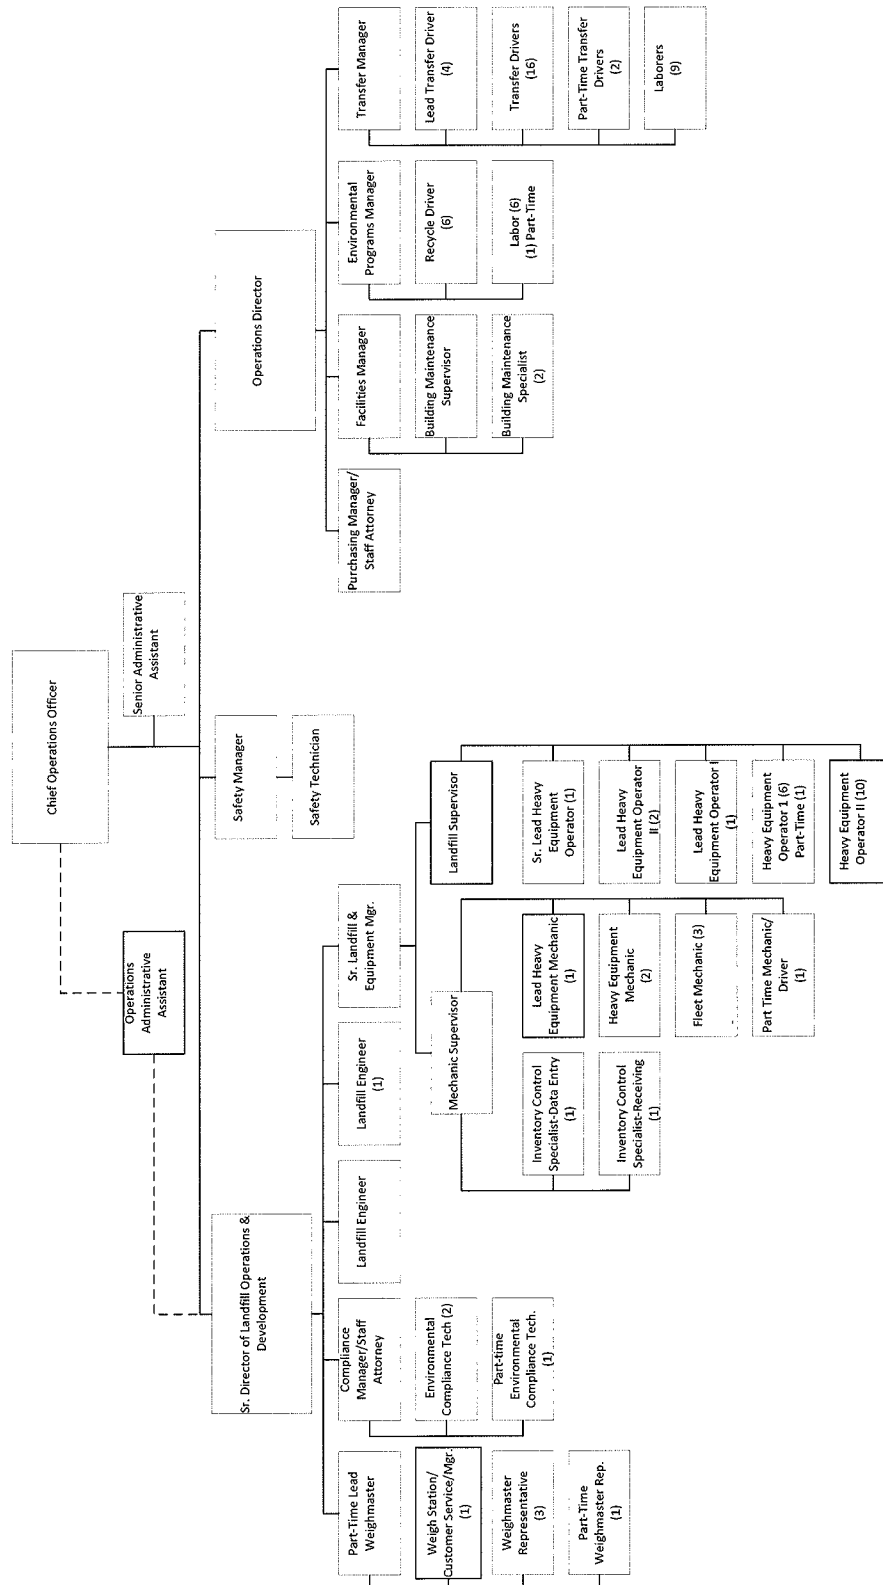 Chief Operations Officer
Senior Administrative
Assistant
Operations
Administrative
Assistant
Sr. Director of Landfill Operations &
Development
Safety Manager
Safety Technician
Operations Director
Part-Time Lead
Weighmaster
Weigh Station/
Customer Service/Mgr.
(1)
Weighmaster
Representative
(3)
Part-Time
Weighmaster Rep.
(1)
Compliance
Manager/Staff
Attorney
Environmental
Compliance Tech (2)
Part-time
Environmental
Compliance Tech.
(1)
Landfill Engineer
Landfill Engineer
(1)
Sr. Landfill &
Equipment Mgr.
Mechanic Supervisor
Inventory Control
Specialist-Data Entry
(1)
Inventory Control
Specialist-Receiving
(1)
Lead Heavy
Equipment Mechanic
(1)
Heavy Equipment
Mechanic
(2)
Fleet Mechanic (3)
Part Time Mechanic/
Driver
(1)
Landfill Supervisor
Sr. Lead Heavy
Equipment
Operator (1)
Lead Heavy
Equipment Operator
II (2)
Lead Heavy
Equipment Operator I
(1)
Heavy Equipment
Operator 1 (6)
Part-Time (1)
Heavy Equipment
Operator II (10)
Purchasing Manager/
Staff Attorney
Facilities Manager
Building Maintenance
Supervisor
Building Maintenance
Specialist
(2)
Environmental
Programs Manager
Recycle Driver
(6)
Labor (6)
(1) Part-Time
Transfer Manager
Lead Transfer Driver
(4)
Transfer Drivers
(16)
Part-Time Transfer
Drivers
(2)
Laborers
(9)